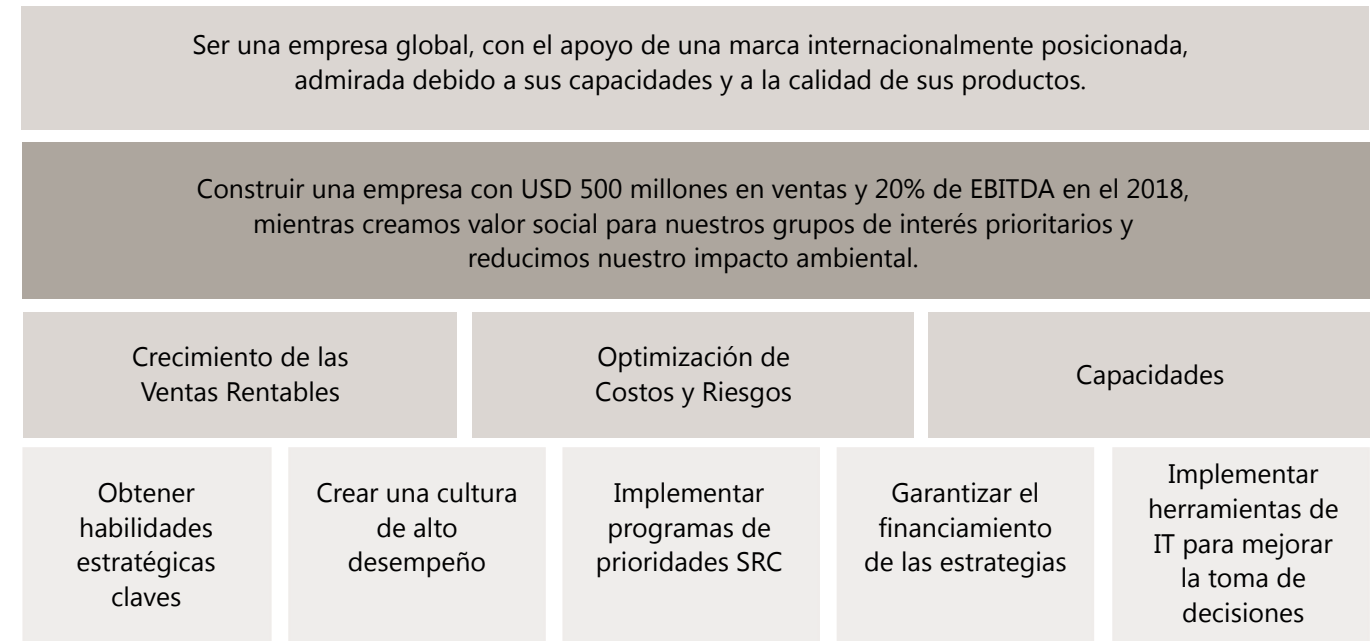 Ser una empresa global, con el apoyo de una marca internacionalmente posicionada,
admirada debido a sus capacidades y a la calidad de sus productos.
Construir una empresa con USD 500 millones en ventas y 20% de EBITDA en el 2018,
mientras creamos valor social para nuestros grupos de interés prioritarios y
reducimos nuestro impacto ambiental.
Crecimiento de las
Ventas Rentables
Optimización de
Costos y Riesgos
Capacidades
Obtener
habilidades
estratégicas
claves
Crear una cultura
de alto
desempeño
Implementar
programas de
prioridades SRC
Garantizar el
financiamiento
de las estrategias
Implementar
herramientas de
IT para mejorar
la toma de
decisiones